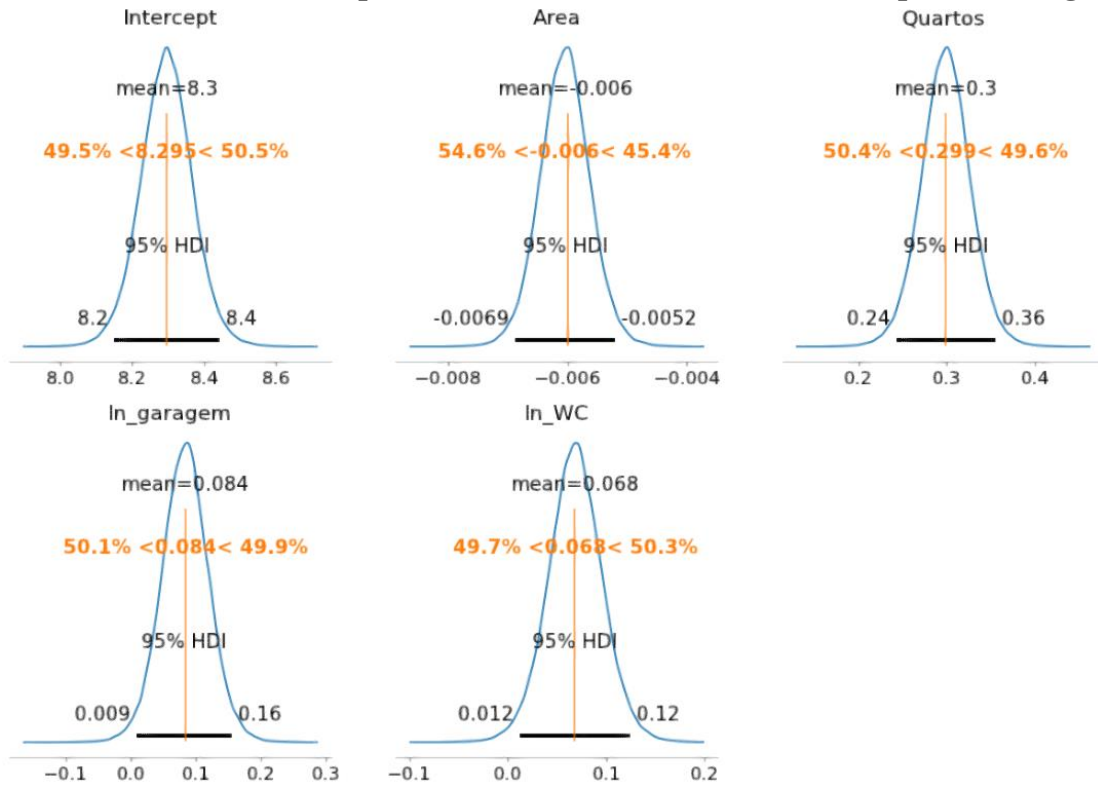 Intercept
mean=8.3
49.5% <8.295< 50.5%
95% HDI
8.2 8.4
8.0 8.2 8.4 8.6
Area
mean=-0.006
54.6% <-0.006< 45.4%
95% HDI
-0.0069 -0.0052
−0.008 −0.006 −0.004
Quartos
mean=0.3
50.4% <0.299< 49.6%
95% HDI
0.24 0.36
0.2 0.3 0.4
ln_garagem
mean=0.084
50.1% <0.084< 49.9%
95% HDI
0.009 0.16
−0.1 0.0 0.1 0.2 0.3
ln_WC
mean=0.068
49.7% <0.068< 50.3%
95% HDI
0.012 0.12
−0.1 0.0 0.1 0.2